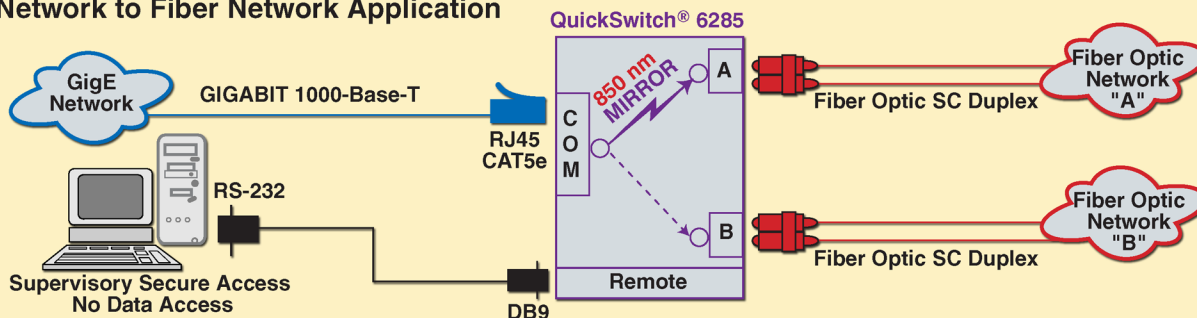 Network to Fiber Network Application
QuickSwitch® 6285
GigE
Network
GIGABIT 1000-Base-T
RJ45
CAT5e
COM
850 nm
MIRROR
A
Fiber Optic SC Duplex
Fiber Optic
Network
"A"
RS-232
Supervisory Secure Access
No Data Access
DB9
B
Remote
Fiber Optic SC Duplex
Fiber Optic
Network
"B"